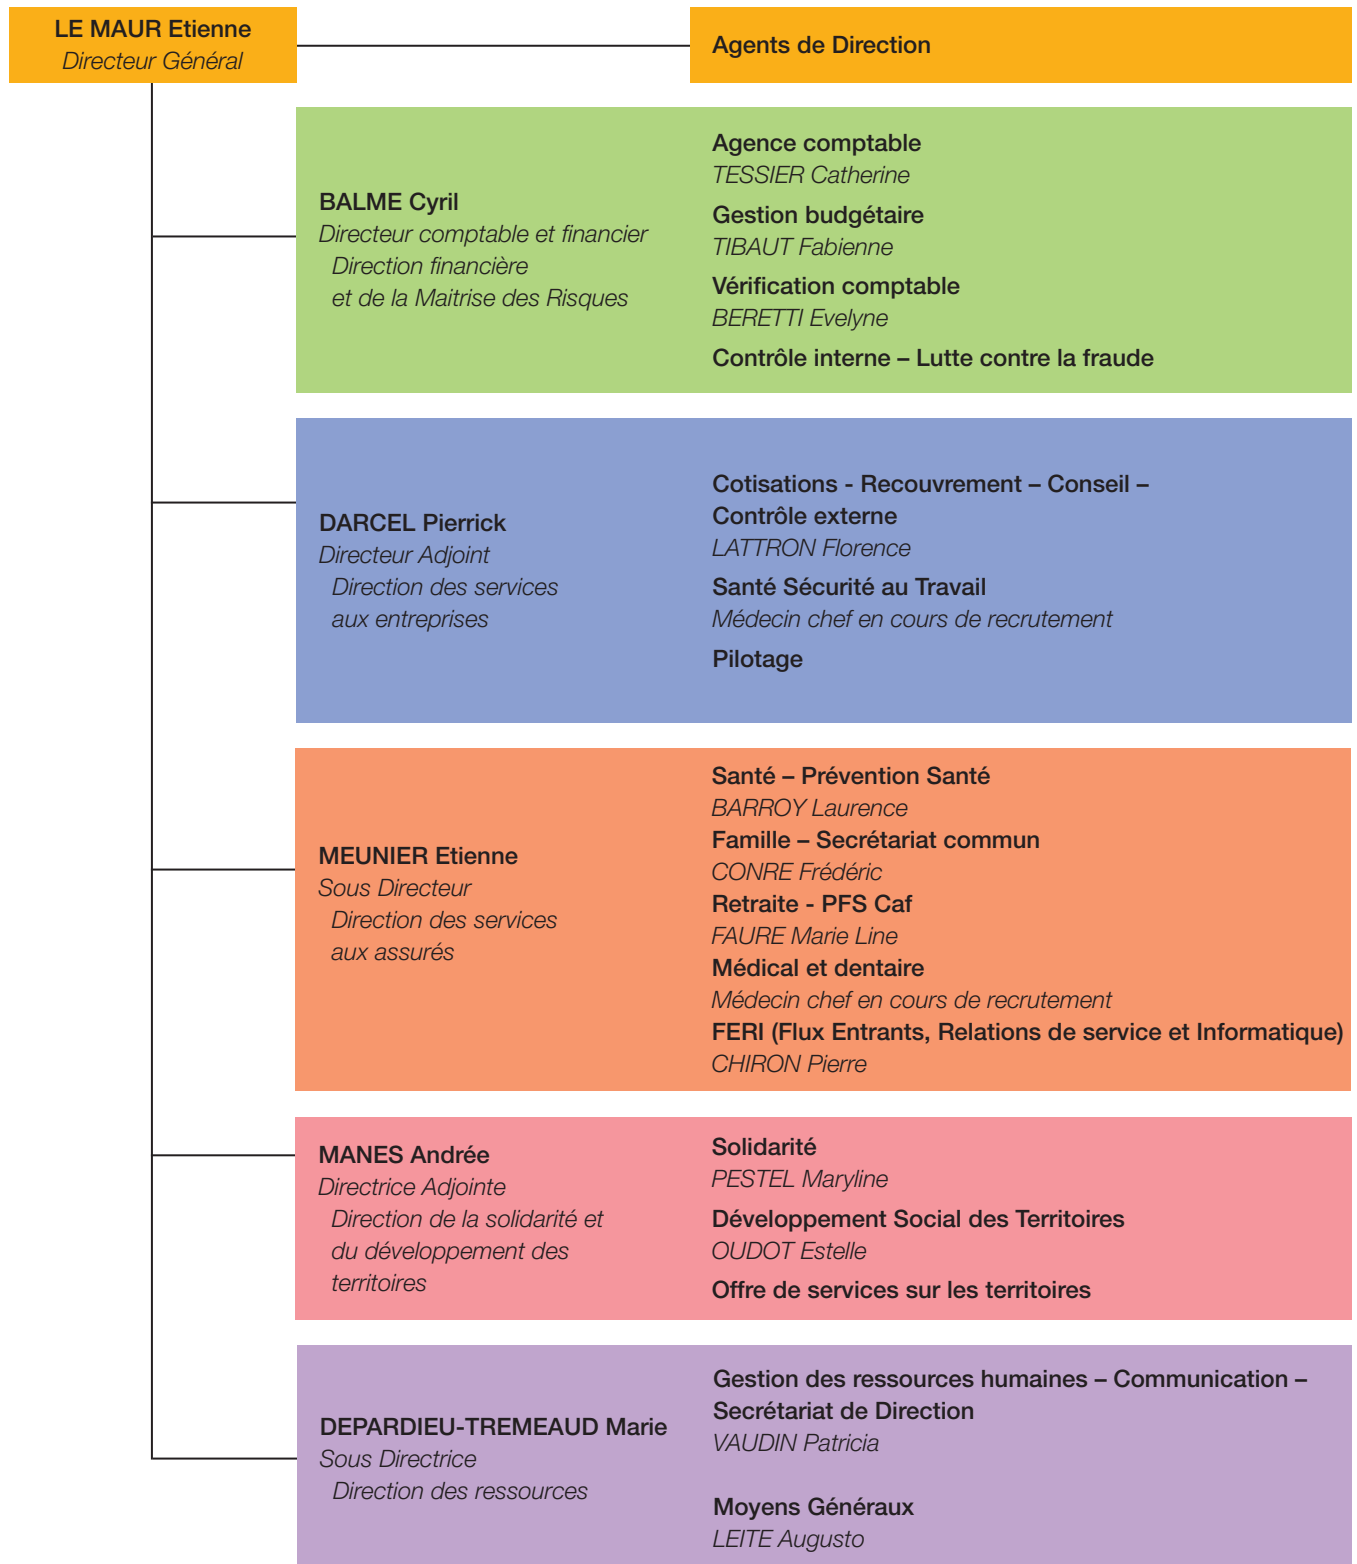 LE MAUR Etienne
Directeur Général
Agents de Direction
BALME Cyril
Directeur comptable et financier
Direction financière
et de la Maitrise des Risques
Agence comptable
TESSIER Catherine
Gestion budgétaire
TIBAUT Fabienne
Vérification comptable
BERETTI Evelyne
Contrôle interne – Lutte contre la fraude
DARCEL Pierrick
Directeur Adjoint
Direction des services
aux entreprises
Cotisations - Recouvrement – Conseil –
Contrôle externe
LATTRON Florence
Santé Sécurité au Travail
Médecin chef en cours de recrutement
Pilotage
MEUNIER Etienne
Sous Directeur
Direction des services
aux assurés
Santé – Prévention Santé
BARROY Laurence
Famille – Secrétariat commun
CONRE Frédéric
Retraite - PFS Caf
FAURE Marie Line
Médical et dentaire
Médecin chef en cours de recrutement
FERI (Flux Entrants, Relations de service et Informatique)
CHIRON Pierre
MANES Andrée
Directrice Adjointe
Direction de la solidarité et
du développement des
territoires
Solidarité
PESTEL Maryline
Développement Social des Territoires
OUDOT Estelle
Offre de services sur les territoires
DEPARDIEU-TREMEAUD Marie
Sous Directrice
Direction des ressources
Gestion des ressources humaines – Communication –
Secrétariat de Direction
VAUDIN Patricia
Moyens Généraux
LEITE Augusto